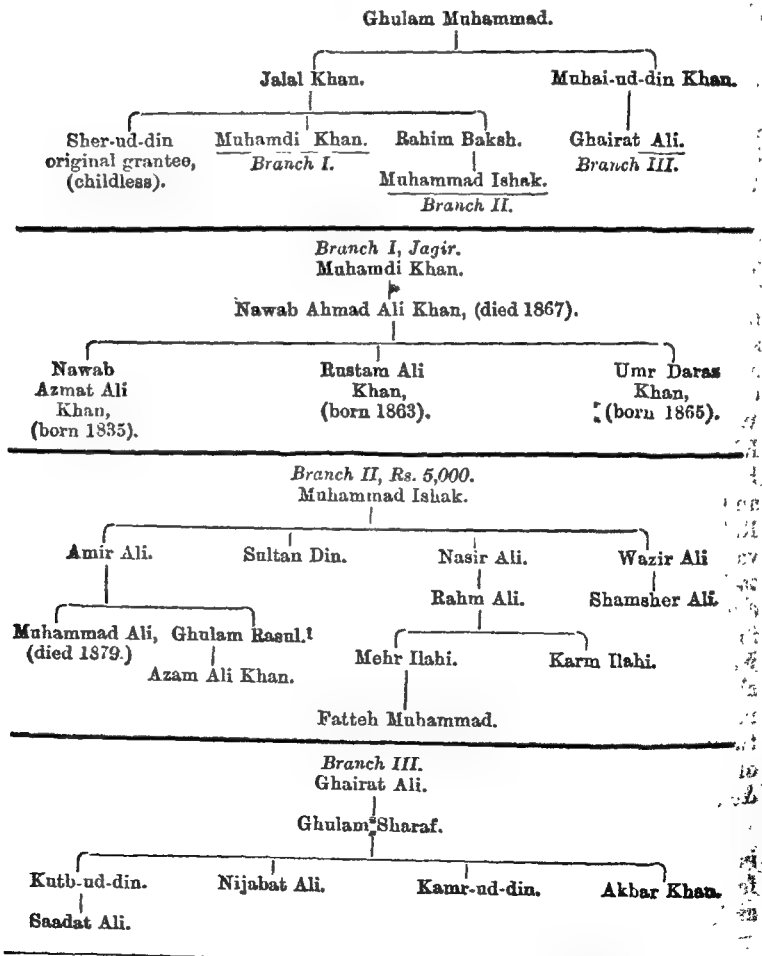 Ghulam Muhammad.
Jalal Khan. Muhai-ud-din Khan.
Sher-ud-din
original grantee,
(childless).
Muhamdi Khan.
Branch I.
Rahim Baksh.
Muhammad Ishak.
Branch II.
Ghairat Ali.
Branch III.
Branch I, Jagir.
Muhamdi Khan.
Nawab Ahmad Ali Khan, (died 1867).
Nawab
Azmat Ali
Khan,
(born 1835).
Rustam Ali
Khan,
(born 1863).
Umr Daraz
Khan,
(born 1865).
Branch II, Rs. 5,000.
Muhammad Ishak.
Amir Ali. Sultan Din. Nasir Ali. Wazir Ali
Rahm Ali. Shamsher Ali.
Muhammad Ali,
(died 1879.)
Ghulam Rasul.
Azam Ali Khan.
Mehr Ilahi. Karm Ilahi.
Fatteh Muhammad.
Branch III.
Ghairat Ali.
Ghulam Sharaf.
Kutb-ud-din. Nijabat Ali. Kamr-ud-din. Akbar Khan.
Saadat Ali.